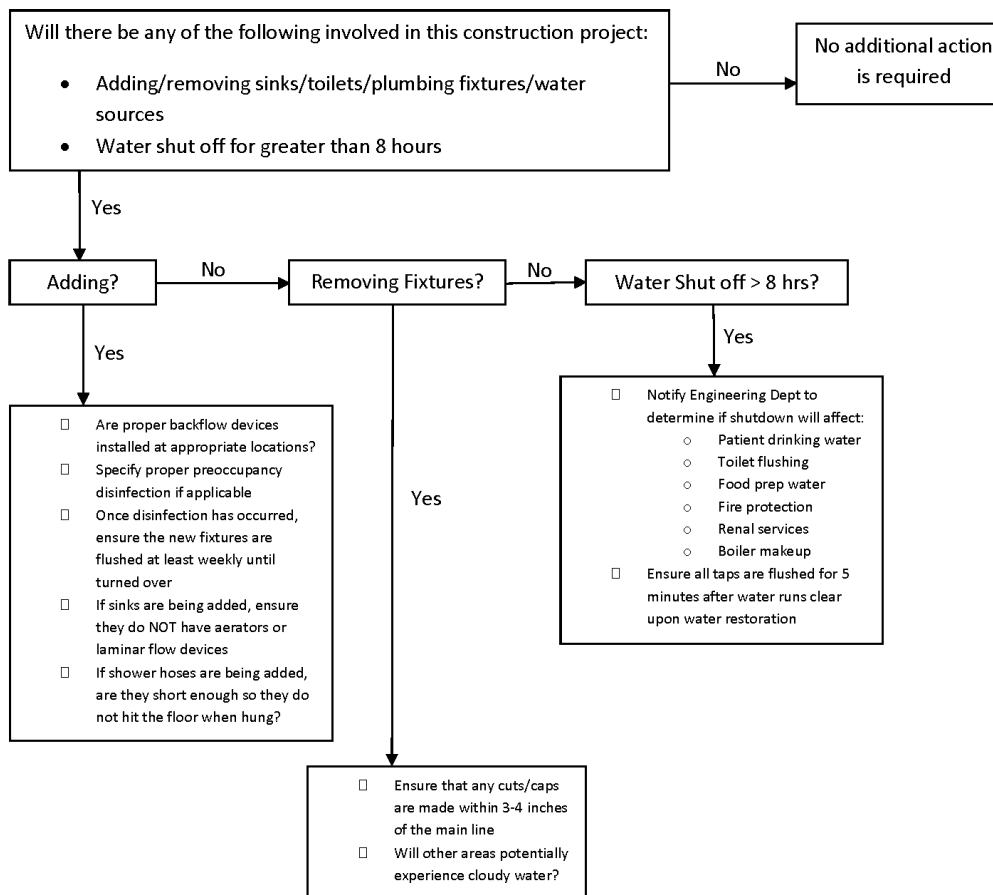 Will there be any of the following involved in this construction project:
• Adding/removing sinks/toilets/plumbing fixtures/water
sources
• Water shut off for greater than 8 hours
No
No additional action
is required
Yes
Adding?
No
Removing Fixtures?
No
Water Shut off > 8 hrs?
Yes
☐ Are proper backflow devices
installed at appropriate locations?
☐ Specify proper preoccupancy
disinfection if applicable
☐ Once disinfection has occurred,
ensure the new fixtures are
flushed at least weekly until
turned over
☐ If sinks are being added, ensure
they do NOT have aerators or
laminar flow devices
☐ If shower hoses are being added,
are they short enough so they do
not hit the floor when hung?
Yes
☐ Ensure that any cuts/caps
are made within 3-4 inches
of the main line
☐ Will other areas potentially
experience cloudy water?
Yes
☐ Notify Engineering Dept to
determine if shutdown will affect:
○ Patient drinking water
○ Toilet flushing
○ Food prep water
○ Fire protection
○ Renal services
○ Boiler makeup
☐ Ensure all taps are flushed for 5
minutes after water runs clear
upon water restoration